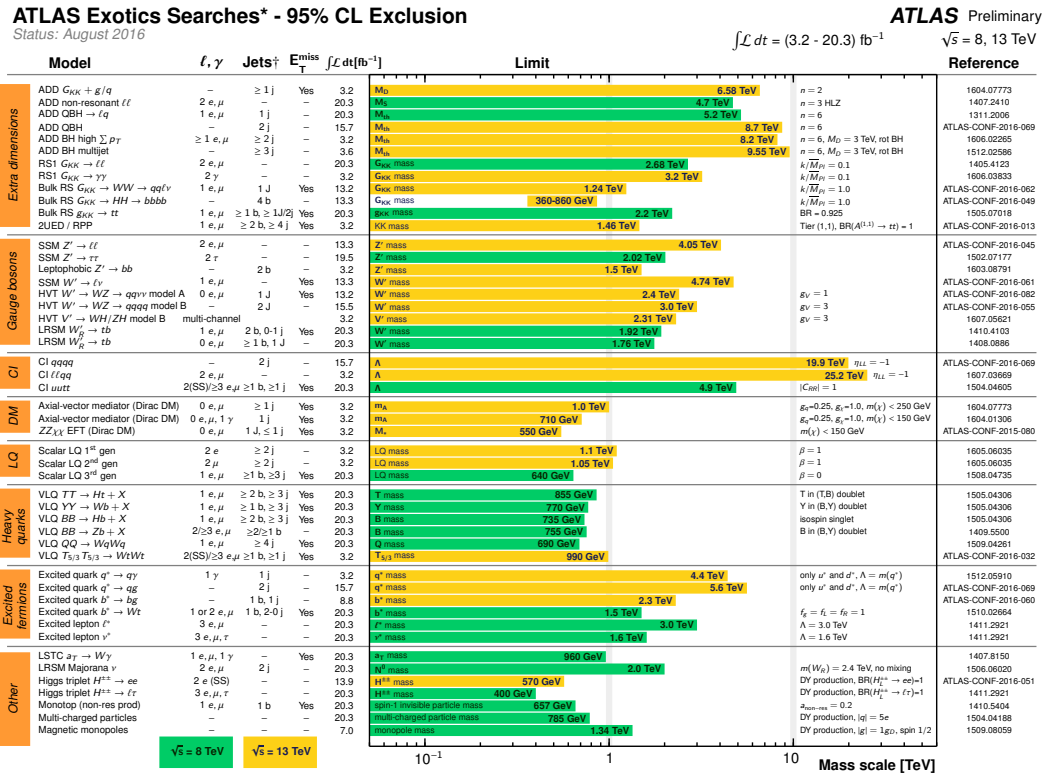 ATLAS Exotics Searches* - 95% CL Exclusion
Status: August 2016
ATLAS Preliminary
∫ℒ dt = (3.2 - 20.3) fb⁻¹ √s = 8, 13 TeV
Model ℓ, γ Jets† E_T^miss ∫ℒ dt[fb⁻¹] Limit Reference
Extra dimensions
ADD G_KK + g/q – ≥ 1 j Yes 3.2 M_D 6.58 TeV n = 2 1604.07773
ADD non-resonant ℓℓ 2 e, μ – – 20.3 M_S 4.7 TeV n = 3 HLZ 1407.2410
ADD QBH → ℓq 1 e, μ 1 j – 20.3 M_th 5.2 TeV n = 6 1311.2006
ADD QBH – 2 j – 15.7 M_th 8.7 TeV n = 6 ATLAS-CONF-2016-069
ADD BH high ∑ p_T ≥ 1 e, μ ≥ 2 j – 3.2 M_th 8.2 TeV n = 6, M_D = 3 TeV, rot BH 1606.02265
ADD BH multijet – ≥ 3 j – 3.6 M_th 9.55 TeV n = 6, M_D = 3 TeV, rot BH 1512.02586
RS1 G_KK → ℓℓ 2 e, μ – – 20.3 G_KK mass 2.68 TeV k/M̅_Pl = 0.1 1405.4123
RS1 G_KK → γγ 2 γ – – 3.2 G_KK mass 3.2 TeV k/M̅_Pl = 0.1 1606.03833
Bulk RS G_KK → WW → qqℓν 1 e, μ 1 J Yes 13.2 G_KK mass 1.24 TeV k/M̅_Pl = 1.0 ATLAS-CONF-2016-062
Bulk RS G_KK → HH → bbbb – 4 b – 13.3 G_KK mass 360-860 GeV k/M̅_Pl = 1.0 ATLAS-CONF-2016-049
Bulk RS g_KK → tt 1 e, μ ≥ 1 b, ≥ 1J/2j Yes 20.3 g_KK mass 2.2 TeV BR = 0.925 1505.07018
2UED / RPP 1 e, μ ≥ 2 b, ≥ 4 j Yes 3.2 KK mass 1.46 TeV Tier (1,1), BR(A^(1,1) → tt) = 1 ATLAS-CONF-2016-013
Gauge bosons
SSM Z′ → ℓℓ 2 e, μ – – 13.3 Z′ mass 4.05 TeV ATLAS-CONF-2016-045
SSM Z′ → ττ 2 τ – – 19.5 Z′ mass 2.02 TeV 1502.07177
Leptophobic Z′ → bb – 2 b – 3.2 Z′ mass 1.5 TeV 1603.08791
SSM W′ → ℓν 1 e, μ – Yes 13.3 W′ mass 4.74 TeV ATLAS-CONF-2016-061
HVT W′ → WZ → qqνν model A 0 e, μ 1 J Yes 13.2 W′ mass 2.4 TeV g_V = 1 ATLAS-CONF-2016-082
HVT W′ → WZ → qqqq model B – 2 J – 15.5 W′ mass 3.0 TeV g_V = 3 ATLAS-CONF-2016-055
HVT V′ → WH/ZH model B multi-channel 3.2 V′ mass 2.31 TeV g_V = 3 1607.05621
LRSM W′_R → tb 1 e, μ 2 b, 0-1 j Yes 20.3 W′ mass 1.92 TeV 1410.4103
LRSM W′_R → tb 0 e, μ ≥ 1 b, 1 J – 20.3 W′ mass 1.76 TeV 1408.0886
CI
CI qqqq – 2 j – 15.7 Λ 19.9 TeV η_LL = −1 ATLAS-CONF-2016-069
CI ℓℓqq 2 e, μ – – 3.2 Λ 25.2 TeV η_LL = −1 1607.03669
CI uutt 2(SS)/≥3 e,μ ≥1 b, ≥1 j Yes 20.3 Λ 4.9 TeV |C_RR| = 1 1504.04605
DM
Axial-vector mediator (Dirac DM) 0 e, μ ≥ 1 j Yes 3.2 m_A 1.0 TeV g_q=0.25, g_χ=1.0, m(χ) < 250 GeV 1604.07773
Axial-vector mediator (Dirac DM) 0 e, μ, 1 γ 1 j Yes 3.2 m_A 710 GeV g_q=0.25, g_χ=1.0, m(χ) < 150 GeV 1604.01306
ZZχχ EFT (Dirac DM) 0 e, μ 1 J, ≤ 1 j Yes 3.2 M_* 550 GeV m(χ) < 150 GeV ATLAS-CONF-2015-080
LQ
Scalar LQ 1st gen 2 e ≥ 2 j – 3.2 LQ mass 1.1 TeV β = 1 1605.06035
Scalar LQ 2nd gen 2 μ ≥ 2 j – 3.2 LQ mass 1.05 TeV β = 1 1605.06035
Scalar LQ 3rd gen 1 e, μ ≥1 b, ≥3 j Yes 20.3 LQ mass 640 GeV β = 0 1508.04735
Heavy quarks
VLQ TT → Ht + X 1 e, μ ≥ 2 b, ≥ 3 j Yes 20.3 T mass 855 GeV T in (T,B) doublet 1505.04306
VLQ YY → Wb + X 1 e, μ ≥ 1 b, ≥ 3 j Yes 20.3 Y mass 770 GeV Y in (B,Y) doublet 1505.04306
VLQ BB → Hb + X 1 e, μ ≥ 2 b, ≥ 3 j Yes 20.3 B mass 735 GeV isospin singlet 1505.04306
VLQ BB → Zb + X 2/≥3 e, μ ≥2/≥1 b – 20.3 B mass 755 GeV B in (B,Y) doublet 1409.5500
VLQ QQ → WqWq 1 e, μ ≥ 4 j Yes 20.3 Q mass 690 GeV 1509.04261
VLQ T_5/3 T_5/3 → WtWt 2(SS)/≥3 e,μ ≥1 b, ≥1 j Yes 3.2 T_5/3 mass 990 GeV ATLAS-CONF-2016-032
Excited fermions
Excited quark q* → qγ 1 γ 1 j – 3.2 q* mass 4.4 TeV only u* and d*, Λ = m(q*) 1512.05910
Excited quark q* → qg – 2 j – 15.7 q* mass 5.6 TeV only u* and d*, Λ = m(q*) ATLAS-CONF-2016-069
Excited quark b* → bg – 1 b, 1 j – 8.8 b* mass 2.3 TeV ATLAS-CONF-2016-060
Excited quark b* → Wt 1 or 2 e, μ 1 b, 2-0 j Yes 20.3 b* mass 1.5 TeV f_g = f_L = f_R = 1 1510.02664
Excited lepton ℓ* 3 e, μ – – 20.3 ℓ* mass 3.0 TeV Λ = 3.0 TeV 1411.2921
Excited lepton ν* 3 e, μ, τ – – 20.3 ν* mass 1.6 TeV Λ = 1.6 TeV 1411.2921
Other
LSTC a_T → Wγ 1 e, μ, 1 γ – Yes 20.3 a_T mass 960 GeV 1407.8150
LRSM Majorana ν 2 e, μ 2 j – 20.3 N⁰ mass 2.0 TeV m(W_R) = 2.4 TeV, no mixing 1506.06020
Higgs triplet H^±± → ee 2 e (SS) – – 13.9 H^±± mass 570 GeV DY production, BR(H_L^±± → ee)=1 ATLAS-CONF-2016-051
Higgs triplet H^±± → ℓτ 3 e, μ, τ – – 20.3 H^±± mass 400 GeV DY production, BR(H_L^±± → ℓτ)=1 1411.2921
Monotop (non-res prod) 1 e, μ 1 b Yes 20.3 spin-1 invisible particle mass 657 GeV a_non-res = 0.2 1410.5404
Multi-charged particles – – – 20.3 multi-charged particle mass 785 GeV DY production, |q| = 5e 1504.04188
Magnetic monopoles – – – 7.0 monopole mass 1.34 TeV DY production, |g| = 1g_D, spin 1/2 1509.08059
√s = 8 TeV √s = 13 TeV
10⁻¹ 1 10
Mass scale [TeV]